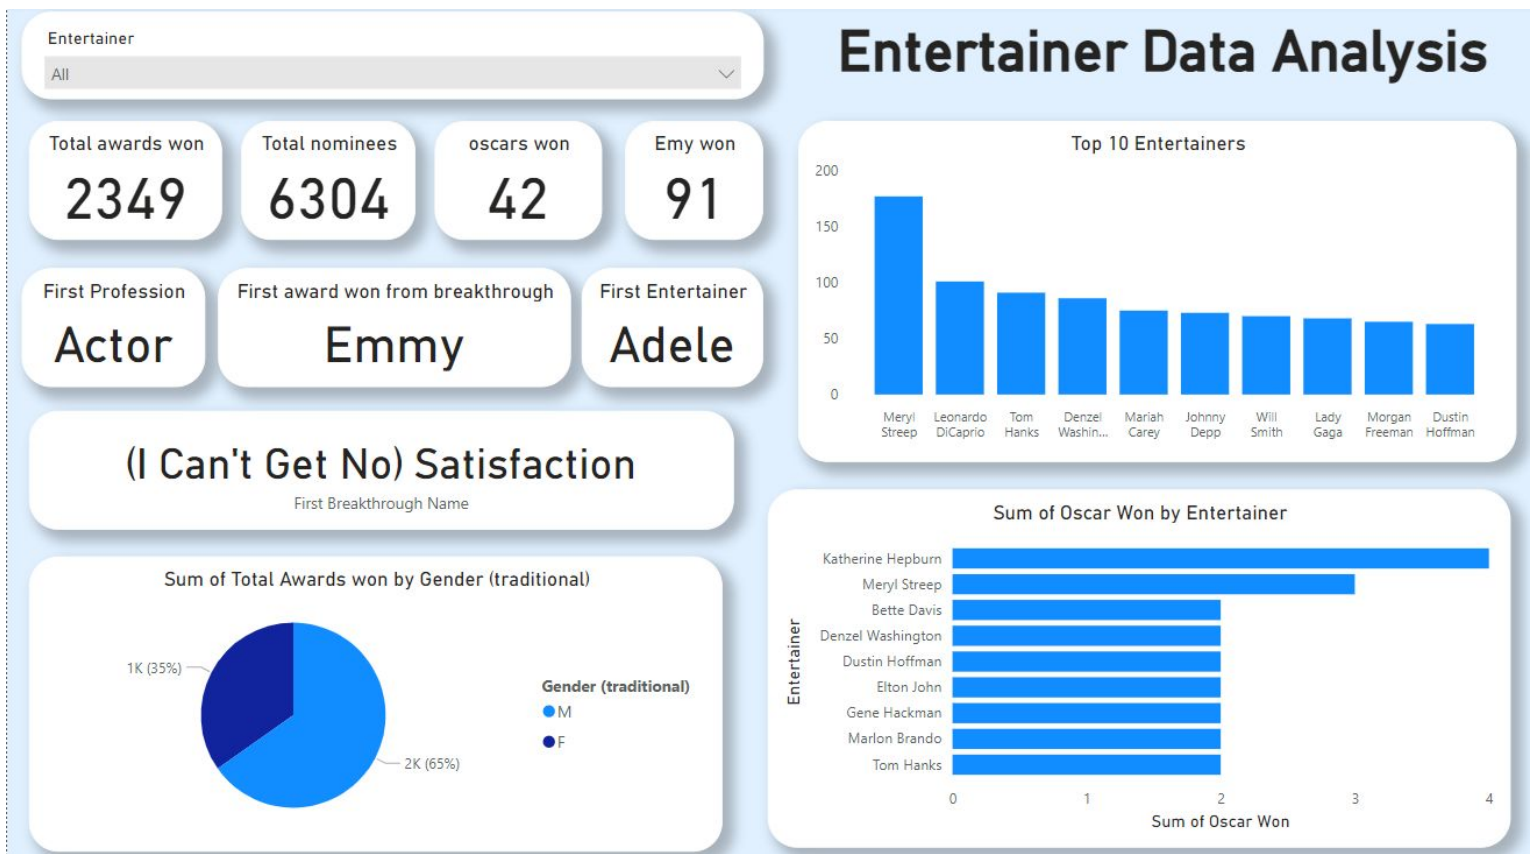 Entertainer
All
Entertainer Data Analysis
Total awards won
2349
Total nominees
6304
oscars won
42
Emy won
91
First Profession
Actor
First award won from breakthrough
Emmy
First Entertainer
Adele
(I Can't Get No) Satisfaction
First Breakthrough Name
Sum of Total Awards won by Gender (traditional)
1K (35%)
2K (65%)
Gender (traditional)
M
F
Top 10 Entertainers
200
150
100
50
0
Meryl
Streep
Leonardo
DiCaprio
Tom
Hanks
Denzel
Washin...
Mariah
Carey
Johnny
Depp
Will
Smith
Lady
Gaga
Morgan
Freeman
Dustin
Hoffman
Sum of Oscar Won by Entertainer
Entertainer
Katherine Hepburn
Meryl Streep
Bette Davis
Denzel Washington
Dustin Hoffman
Elton John
Gene Hackman
Marlon Brando
Tom Hanks
0 1 2 3 4
Sum of Oscar Won